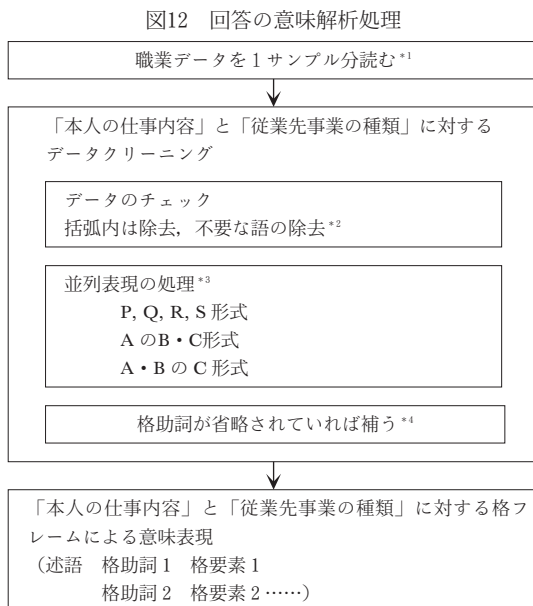 図12　回答の意味解析処理
職業データを1サンプル分読む*1
「本人の仕事内容」と「従業先事業の種類」に対する
データクリーニング
データのチェック
括弧内は除去，不要な語の除去*2
並列表現の処理*3
P, Q, R, S 形式
A のB・C形式
A・B の C 形式
格助詞が省略されていれば補う*4
「本人の仕事内容」と「従業先事業の種類」に対する格フ
レームによる意味表現
（述語　格助詞1　格要素1
格助詞2　格要素2……）